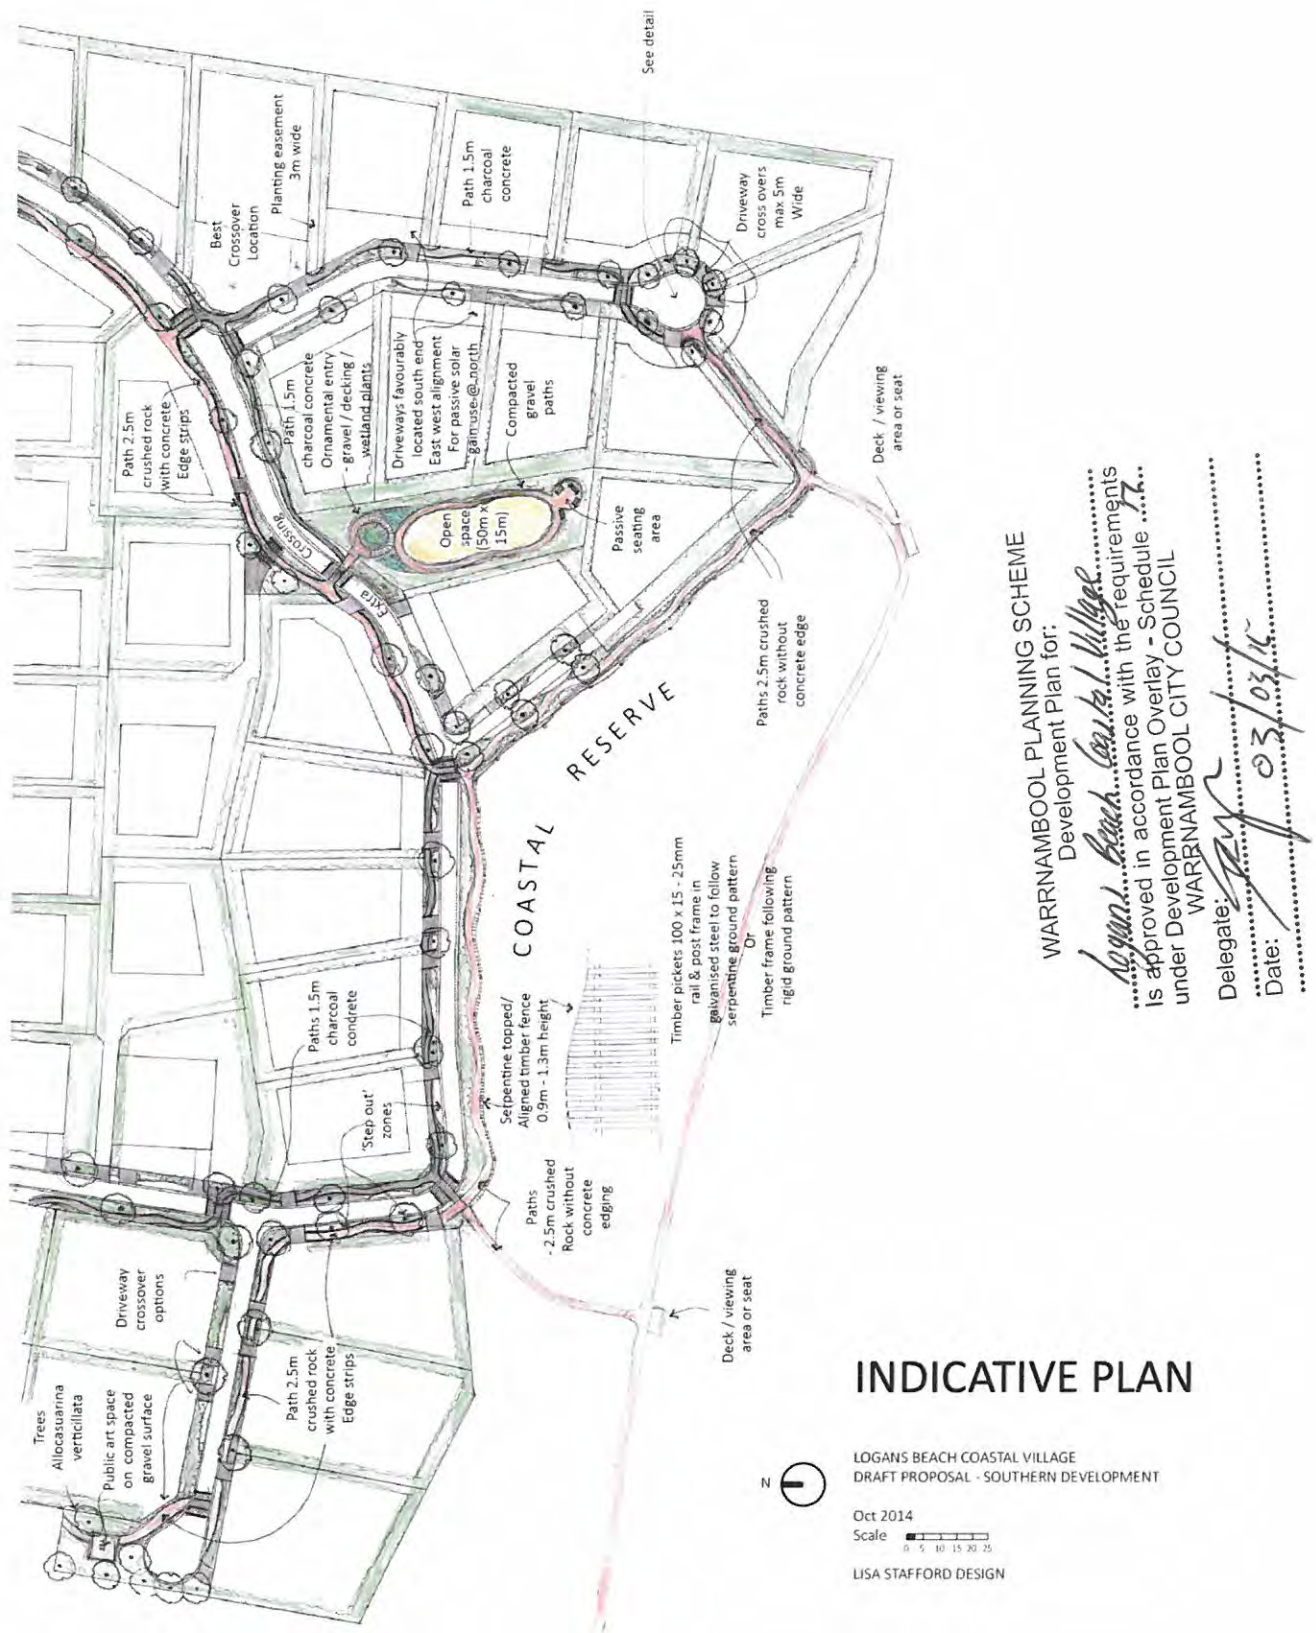 See detail
Best
Crossover
Location
Planting easement
3m wide
Path 1.5m
charcoal
concrete
Driveway
cross overs
max 5m
Wide
Path 2.5m
crushed rock
with concrete
Edge strips
Path 1.5m
charcoal concrete
Ornamental entry
- gravel / decking /
wetland plants
Driveways favourably
located south end
East west alignment
For passive solar
gain use @ north
Compacted
gravel
paths
Crossing
Extra
Open
space
(50m x
15m)
Passive
seating
area
Deck / viewing
area or seat
Paths 2.5m crushed
rock without
concrete edge
COASTAL RESERVE
Paths 1.5m
charcoal
condrete
'Step out'
zones
Serpentine topped/
Aligned timber fence
0.9m - 1.3m height
Timber pickets 100 x 15 - 25mm
rail & post frame in
galvanised steel to follow
serpentine ground pattern
Or
Timber frame following
rigid ground pattern
Paths
- 2.5m crushed
Rock without
concrete
edging
Driveway
crossover
options
Trees
Allocasuarina
verticillata
Public art space
on compacted
gravel surface
Path 2.5m
crushed rock
with concrete
Edge strips
Deck / viewing
area or seat
WARRNAMBOOL PLANNING SCHEME
Development Plan for:
Logans Beach Coastal Village
Is approved in accordance with the requirements
under Development Plan Overlay - Schedule 17
WARRNAMBOOL CITY COUNCIL
Delegate:
Date: 03/03/15
INDICATIVE PLAN
N
LOGANS BEACH COASTAL VILLAGE
DRAFT PROPOSAL - SOUTHERN DEVELOPMENT
Oct 2014
Scale
0 5 10 15 20 25
LISA STAFFORD DESIGN